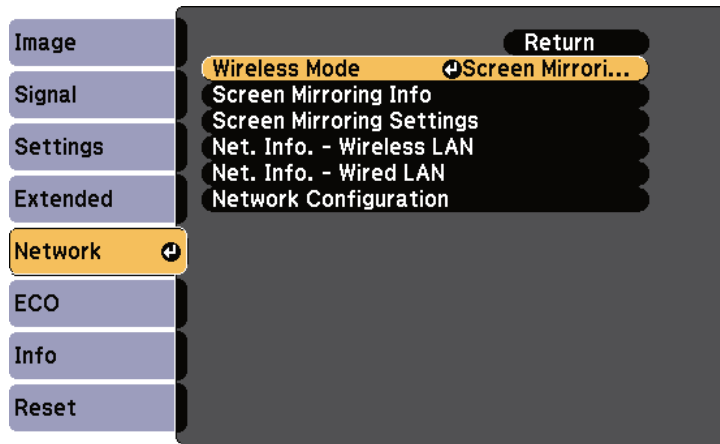 Image
Signal
Settings
Extended
Network
ECO
Info
Reset
Return
Wireless Mode Screen Mirrori...
Screen Mirroring Info
Screen Mirroring Settings
Net. Info. - Wireless LAN
Net. Info. - Wired LAN
Network Configuration